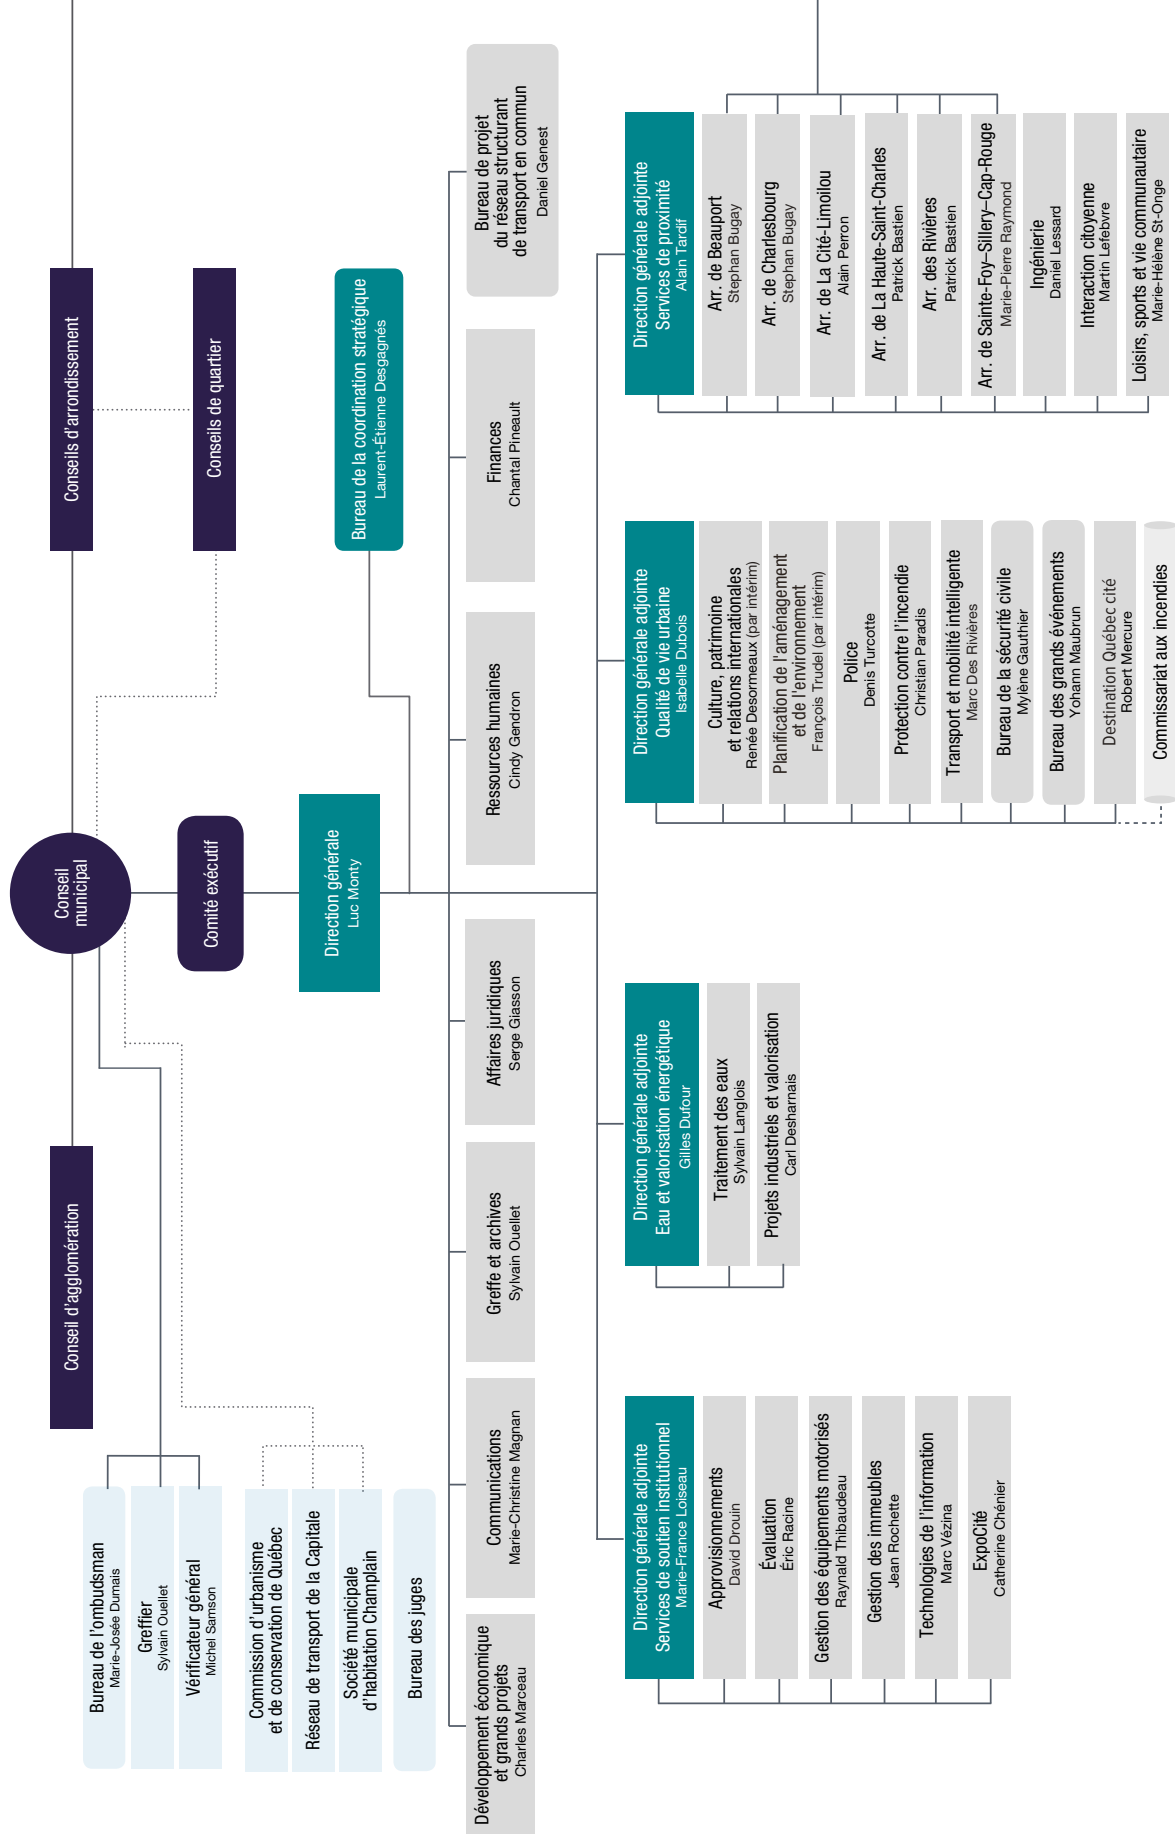 Conseil
municipal
Conseil d'agglomération
Conseils d'arrondissement
Conseils de quartier
Comité exécutif
Direction générale
Luc Monty
Bureau de la coordination stratégique
Laurent-Étienne Desgagnés
Bureau de l'ombudsman
Marie-Josée Dumais
Greffier
Sylvain Ouellet
Vérificateur général
Michel Samson
Commission d'urbanisme
et de conservation de Québec
Réseau de transport de la Capitale
Société municipale
d'habitation Champlain
Bureau des juges
Développement économique
et grands projets
Charles Marceau
Communications
Marie-Christine Magnan
Greffe et archives
Sylvain Ouellet
Affaires juridiques
Serge Giasson
Ressources humaines
Cindy Gendron
Finances
Chantal Pineault
Bureau de projet
du réseau structurant
de transport en commun
Daniel Genest
Direction générale adjointe
Services de soutien institutionnel
Marie-France Loiseau
Approvisionnements
David Drouin
Évaluation
Éric Racine
Gestion des équipements motorisés
Raynald Thibaudeau
Gestion des immeubles
Jean Rochette
Technologies de l'information
Marc Vézina
ExpoCité
Catherine Chénier
Direction générale adjointe
Eau et valorisation énergétique
Gilles Dufour
Traitement des eaux
Sylvain Langlois
Projets industriels et valorisation
Carl Desharnais
Direction générale adjointe
Qualité de vie urbaine
Isabelle Dubois
Culture, patrimoine
et relations internationales
Renée Desormeaux (par intérim)
Planification de l'aménagement
et de l'environnement
François Trudel (par intérim)
Police
Denis Turcotte
Protection contre l'incendie
Christian Paradis
Transport et mobilité intelligente
Marc Des Rivières
Bureau de la sécurité civile
Mylène Gauthier
Bureau des grands événements
Yohann Maubrun
Destination Québec cité
Robert Mercure
Commissariat aux incendies
Direction générale adjointe
Services de proximité
Alain Tardif
Arr. de Beauport
Stephan Bugay
Arr. de Charlesbourg
Stephan Bugay
Arr. de La Cité-Limoilou
Alain Perron
Arr. de La Haute-Saint-Charles
Patrick Bastien
Arr. des Rivières
Patrick Bastien
Arr. de Sainte-Foy–Sillery–Cap-Rouge
Marie-Pierre Raymond
Ingénierie
Daniel Lessard
Interaction citoyenne
Martin Lefebvre
Loisirs, sports et vie communautaire
Marie-Hélène St-Onge